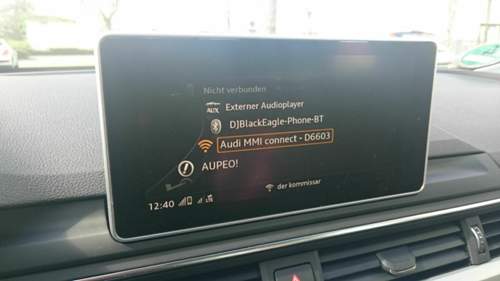 Nicht verbunden
AUX Externer Audioplayer
DJBlackEagle-Phone-BT
Audi MMI connect - D6603
AUPEO!
der kommissar
12:40